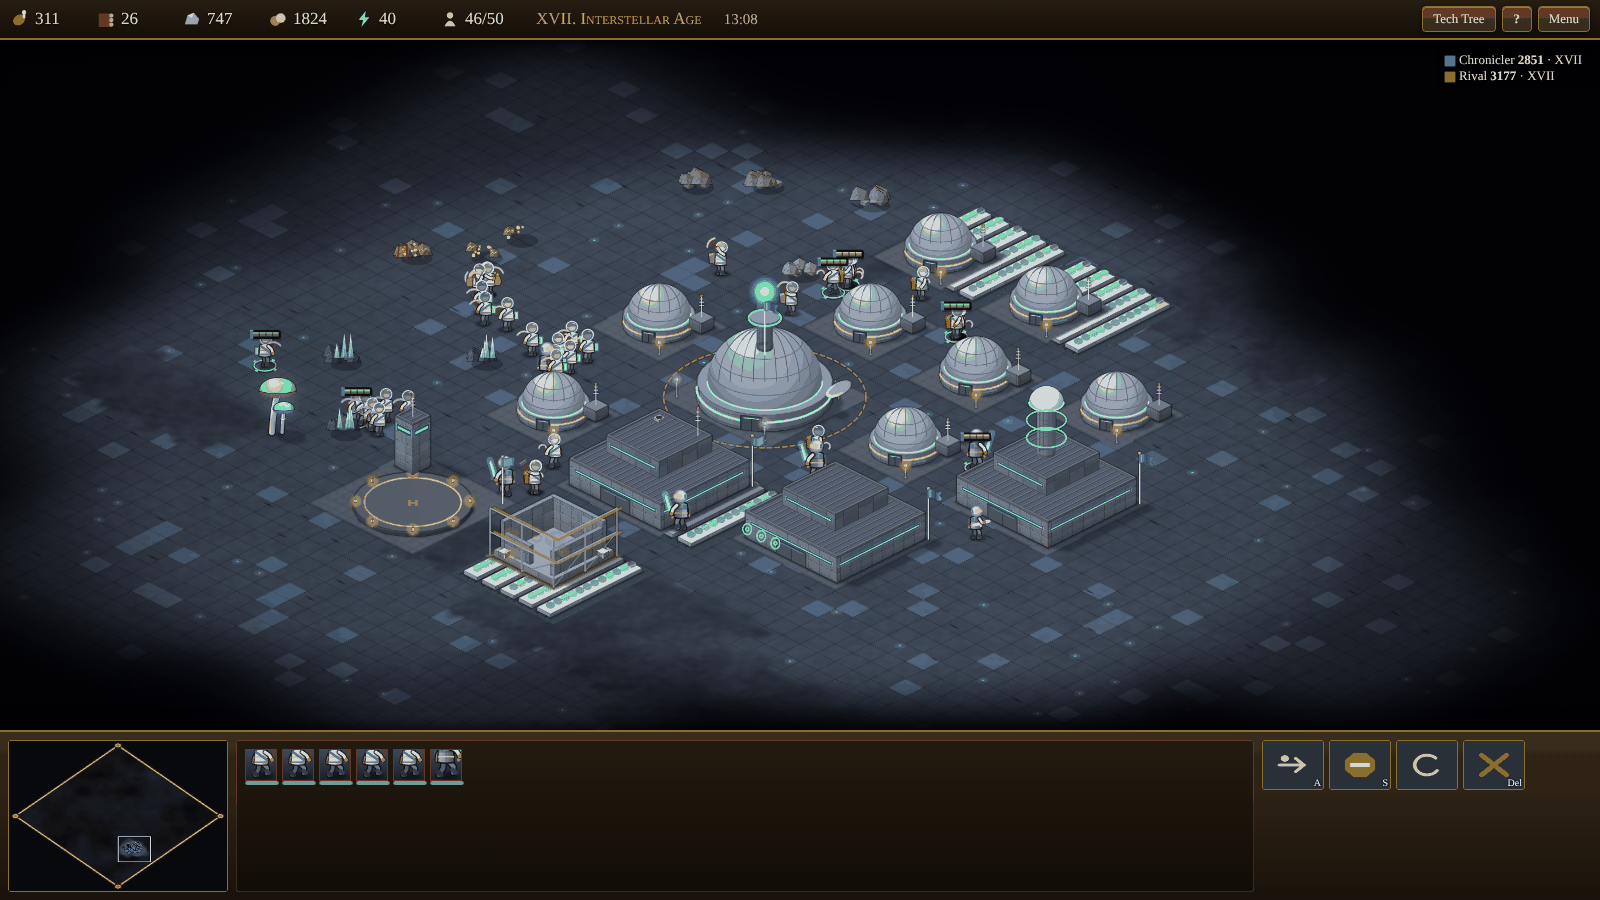 311 26 747 1824 40 46/50 XVII. Interstellar Age 13:08 Tech Tree ? Menu
Chronicler 2851 · XVII
Rival 3177 · XVII
H
A S Del